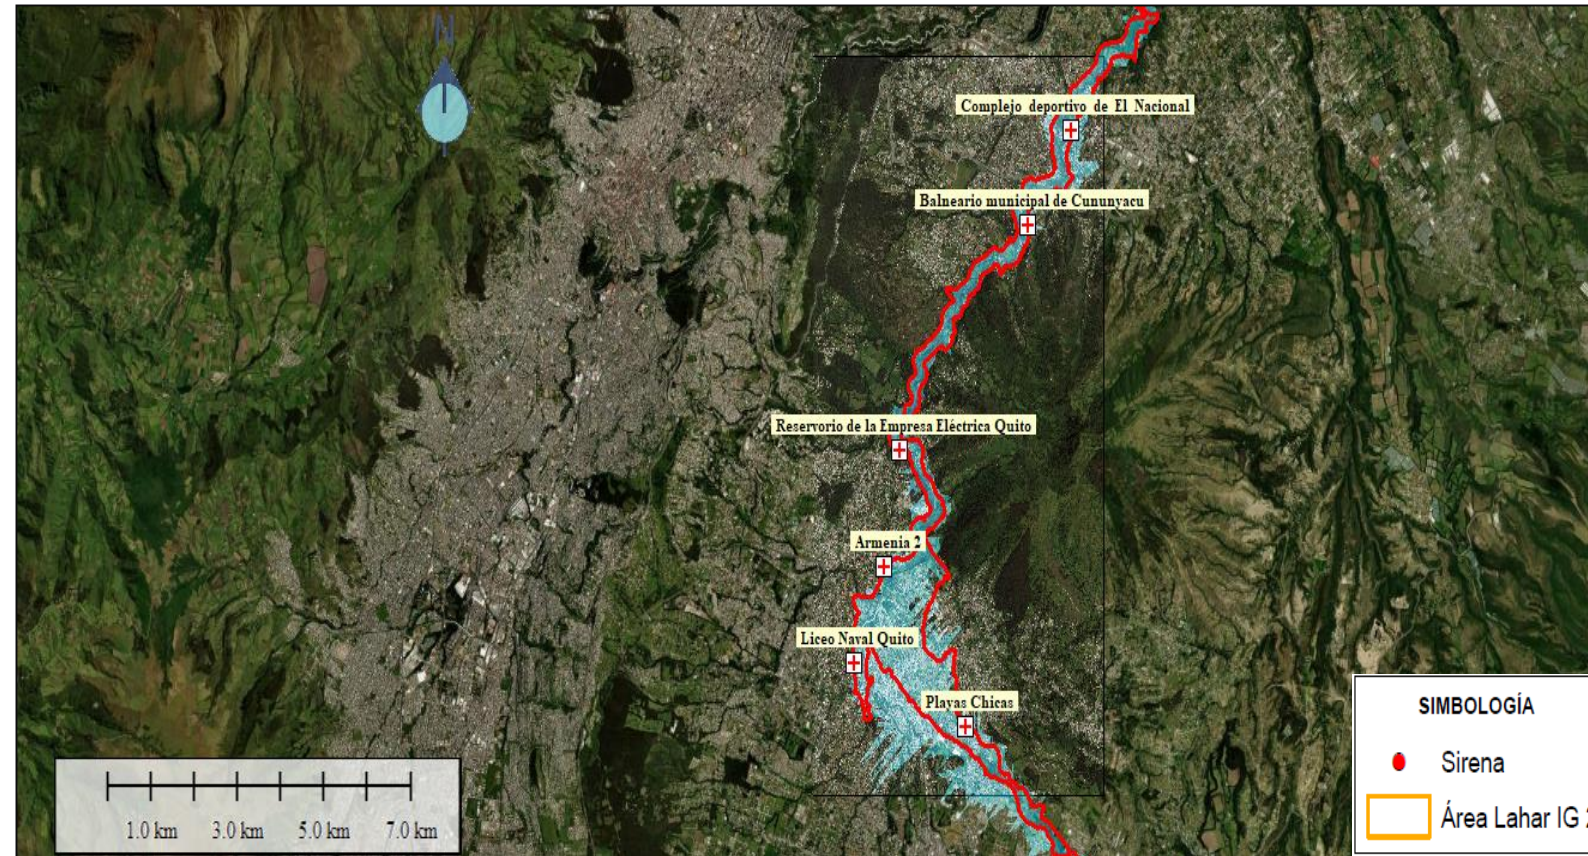 N
Complejo deportivo de El Nacional
Balneario municipal de Cununyacu
Reservorio de la Empresa Eléctrica Quito
Armenia 2
Liceo Naval Quito
Playas Chicas
1.0 km 3.0 km 5.0 km 7.0 km
SIMBOLOGÍA
Sirena
Área Lahar IG 2